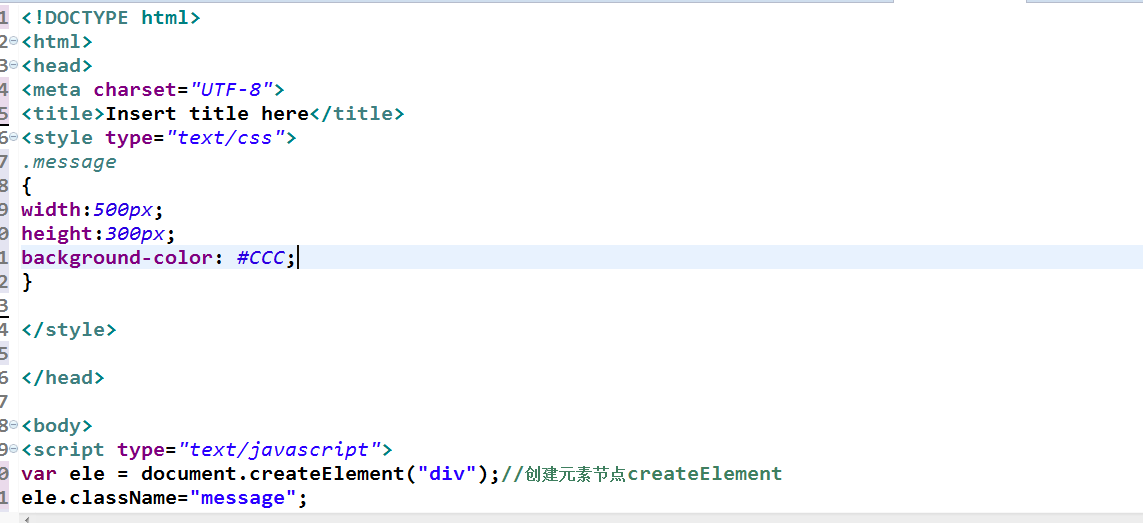 1 <!DOCTYPE html>
2 <html>
3 <head>
4 <meta charset="UTF-8">
5 <title>Insert title here</title>
6 <style type="text/css">
7 .message
8 {
9 width:500px;
0 height:300px;
1 background-color: #CCC;
2 }
3
4 </style>
5
6 </head>
7
8 <body>
9 <script type="text/javascript">
0 var ele = document.createElement("div");//创建元素节点createElement
1 ele.className="message";